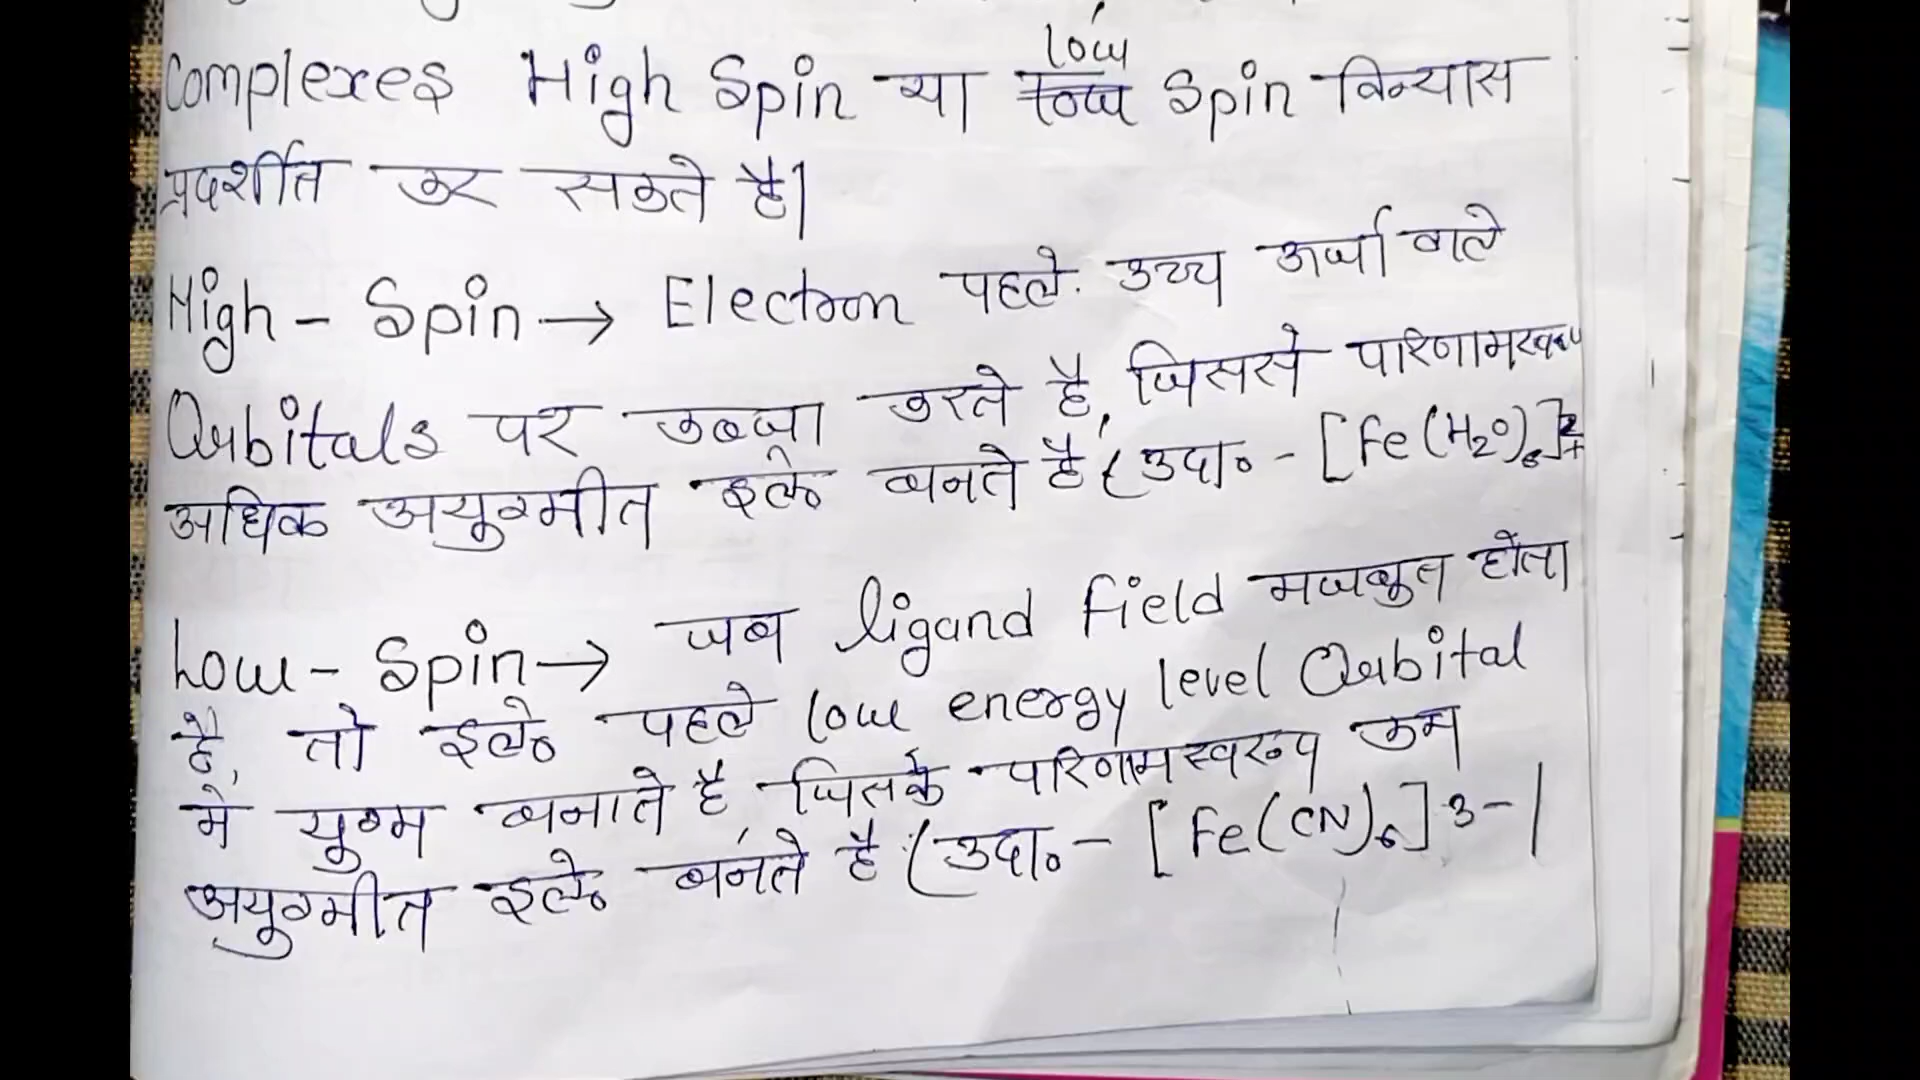 Complexes High Spin या low Spin विन्यास
प्रदर्शीत कर सकते है।
High - Spin → Electron पहले उच्च ऊर्जा वाले
Orbitals पर कब्जा करते है, जिससे परिणामस्वरूप
अधिक अयुग्मीत इले० बनते है (उदा० - [Fe(H₂O)₆]²⁺
Low - Spin → जब ligand field मजबुत होता
है, तो इले० पहले low energy level Orbital
मे युग्म बनाते है, जिसके परिणामस्वरुप कम
अयुग्मीत इले० बनते है (उदा० - [Fe(CN)₆]³⁻|